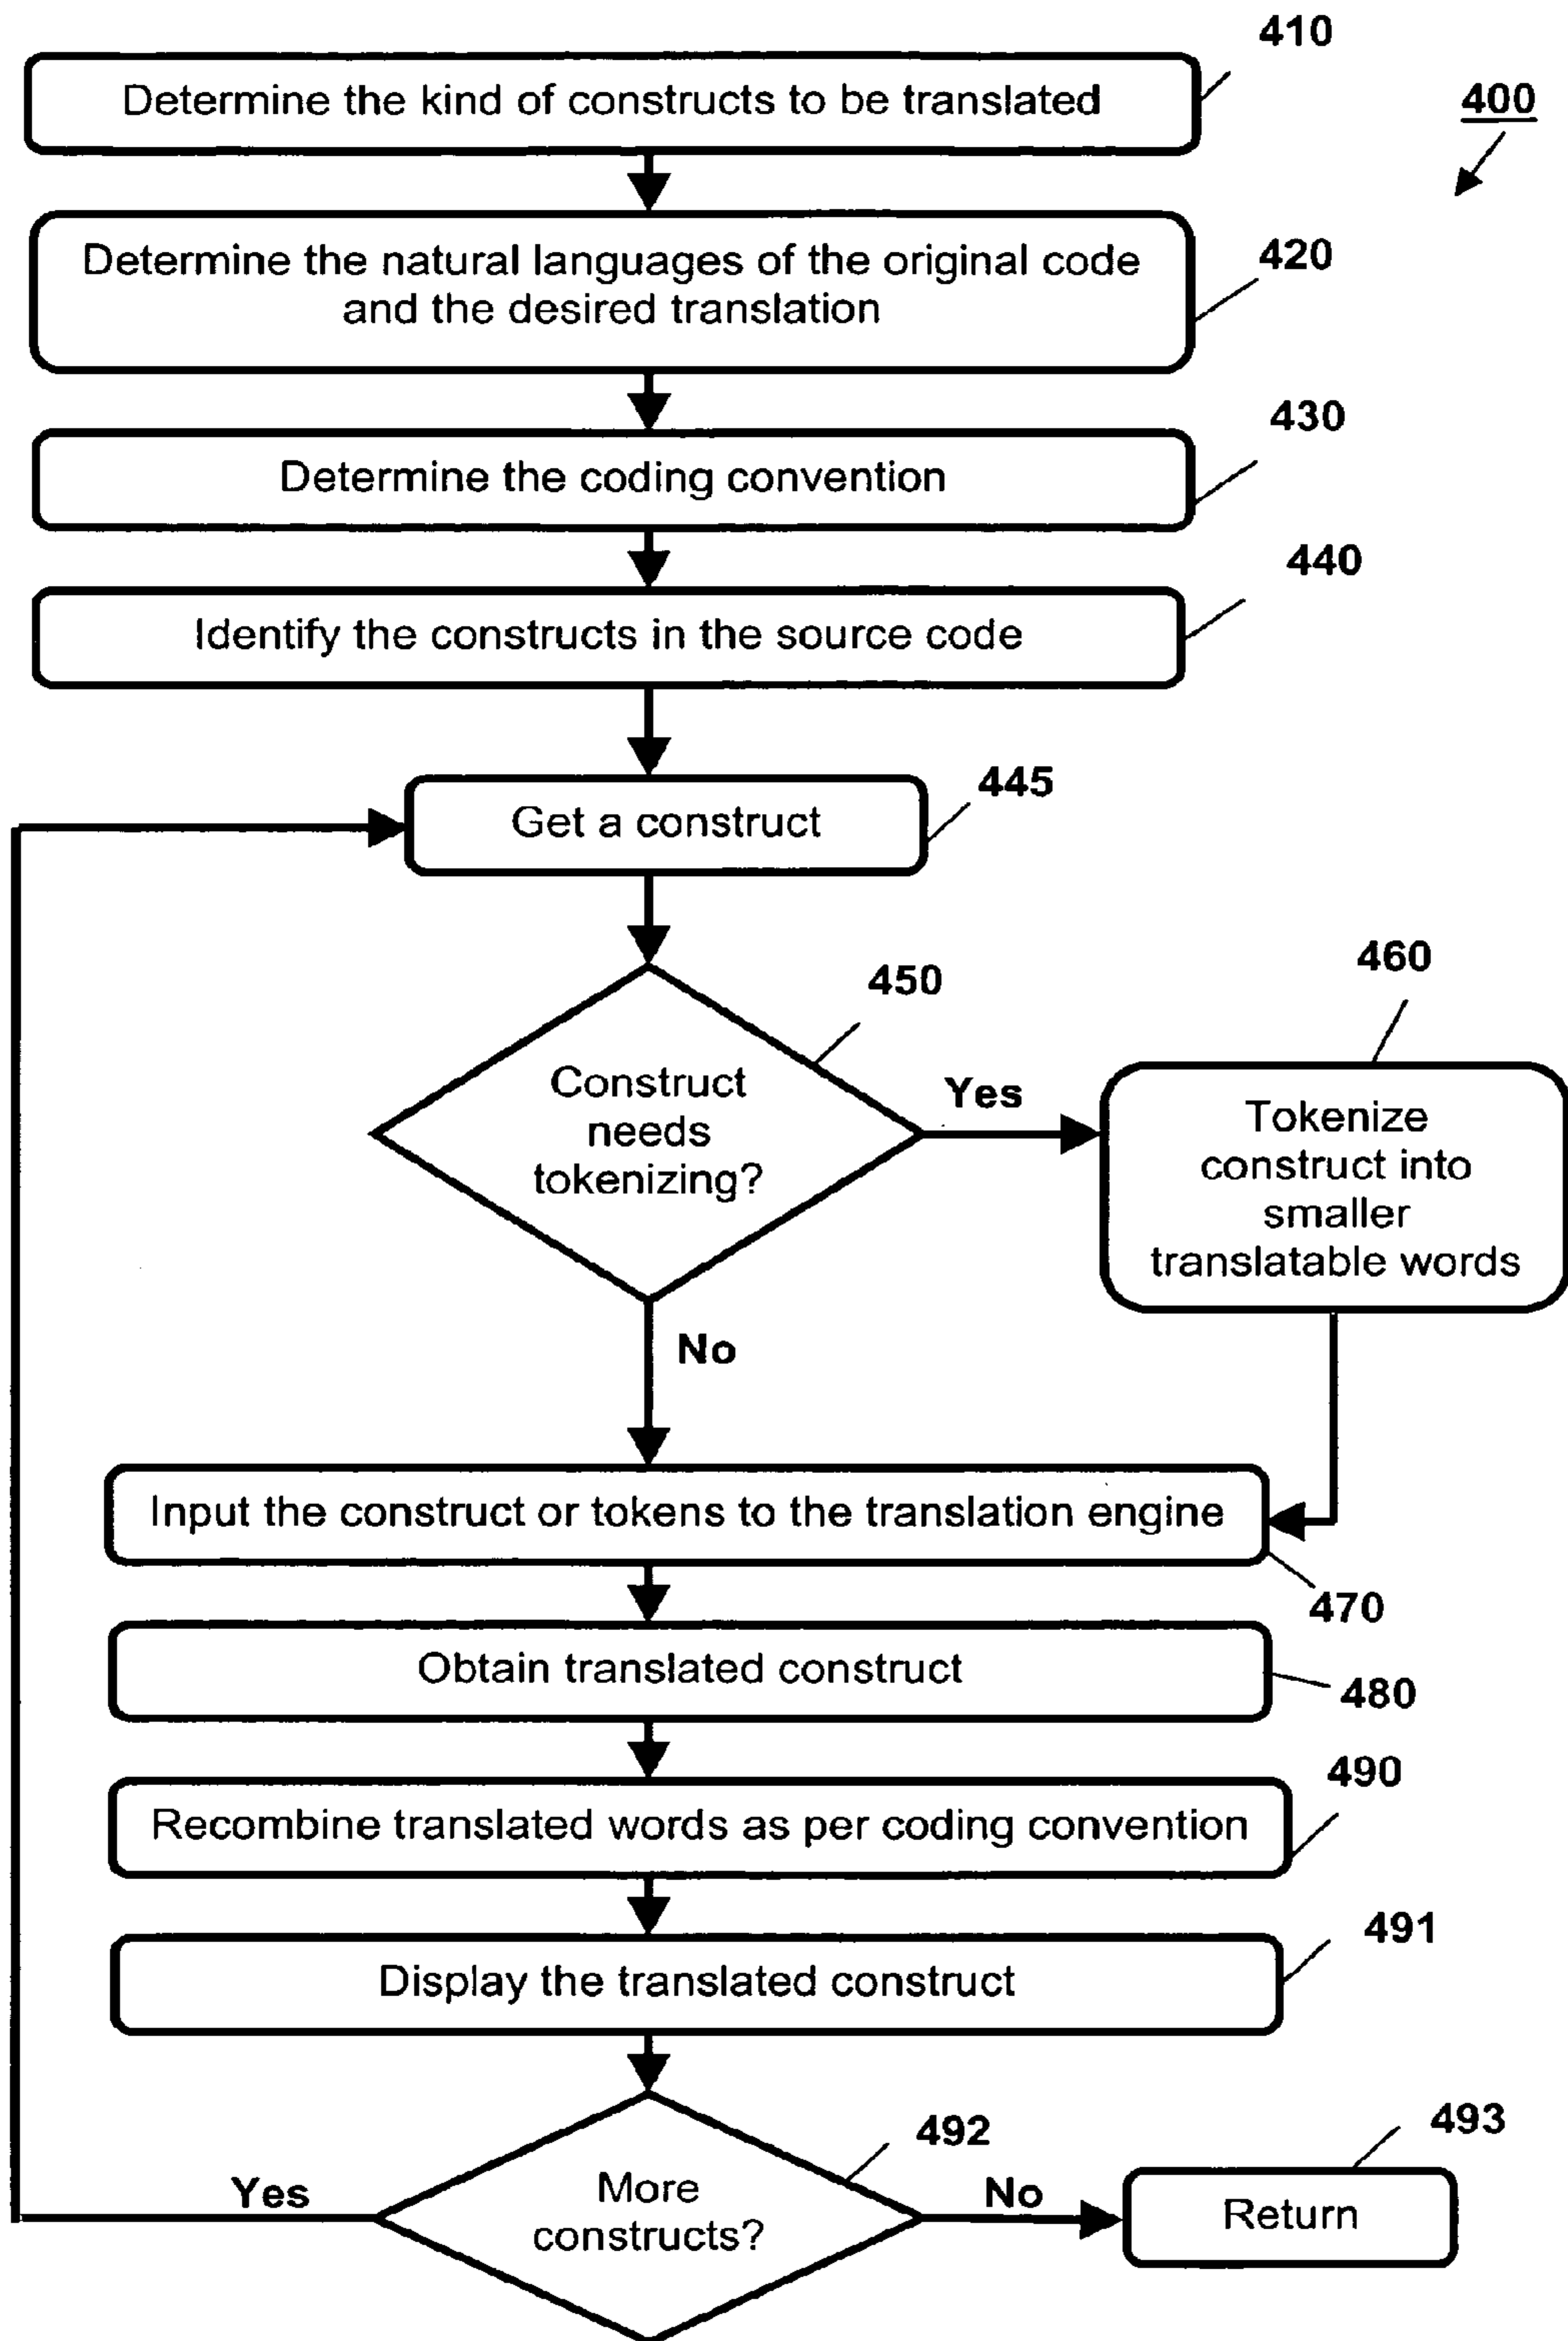 410
Determine the kind of constructs to be translated
400
Determine the natural languages of the original code
and the desired translation
420
430
Determine the coding convention
440
Identify the constructs in the source code
445
Get a construct
450
460
Construct
needs
tokenizing?
Yes
Tokenize
construct into
smaller
translatable words
No
Input the construct or tokens to the translation engine
470
Obtain translated construct
480
490
Recombine translated words as per coding convention
491
Display the translated construct
492
493
Yes
More
constructs?
No
Return